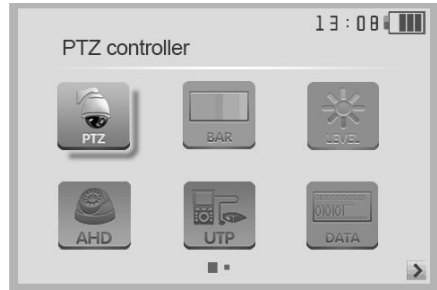 13:08
PTZ controller
PTZ
BAR
LEVEL
AHD
UTP
010101
DATA